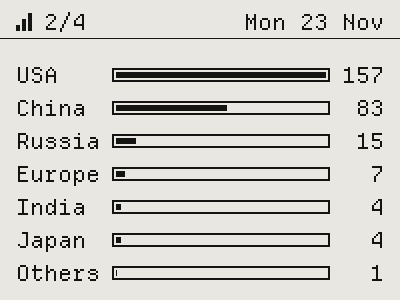 2/4 Mon 23 Nov
USA 157
China 83
Russia 15
Europe 7
India 4
Japan 4
Others 1